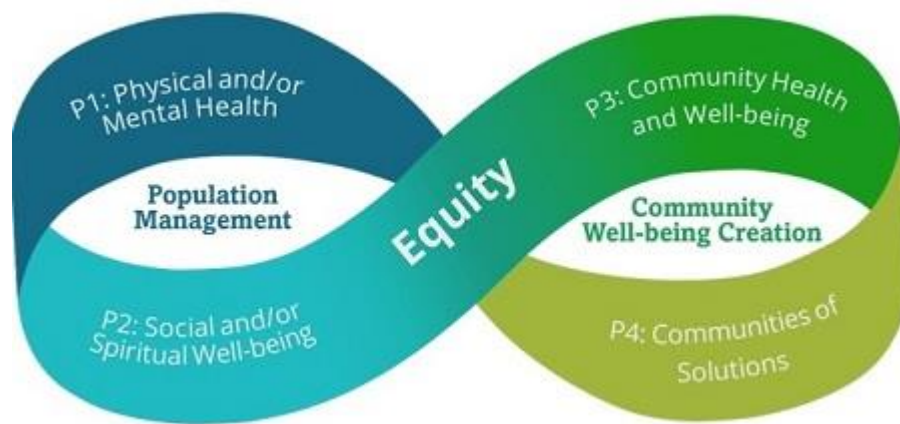 P1: Physical and/or
Mental Health
Population
Management
P2: Social and/or
Spiritual Well-being
Equity
P3: Community Health
and Well-being
Community
Well-being Creation
P4: Communities of
Solutions